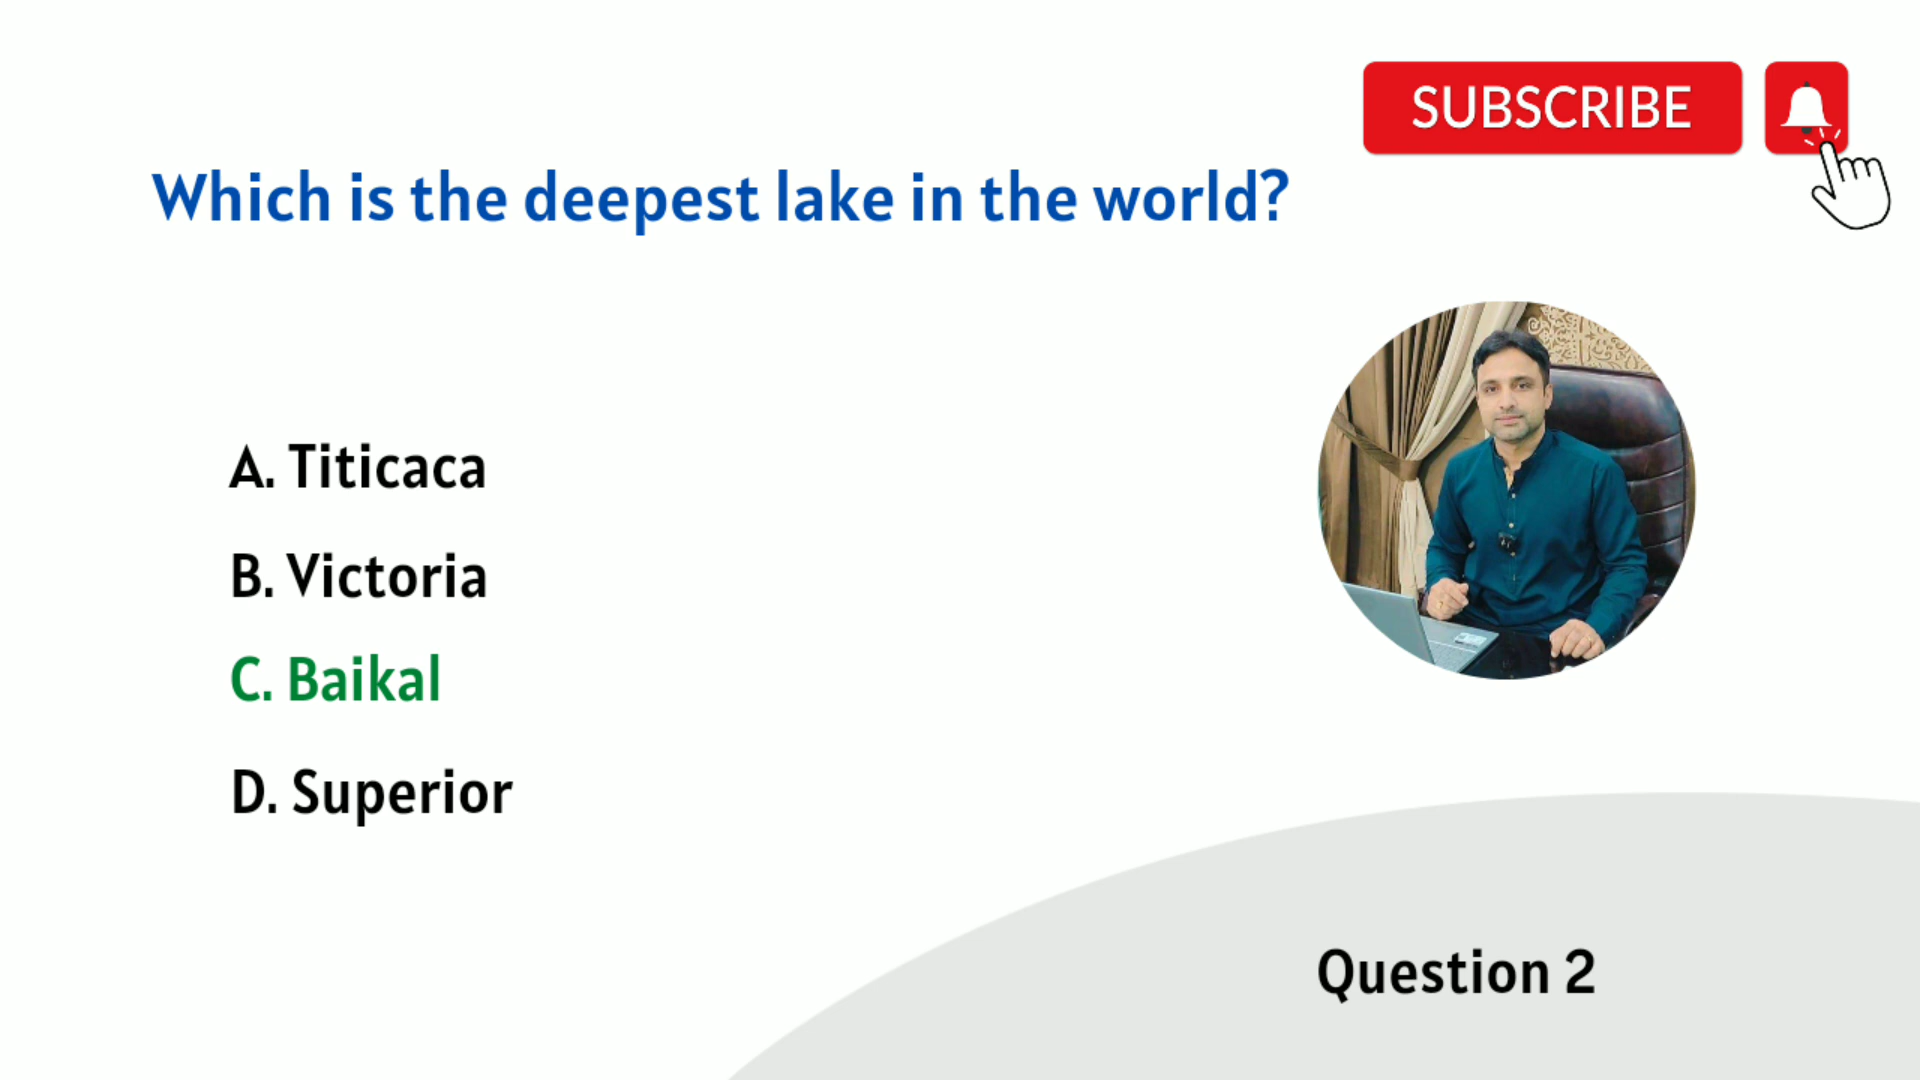 SUBSCRIBE
Which is the deepest lake in the world?
A. Titicaca
B. Victoria
C. Baikal
D. Superior
Question 2